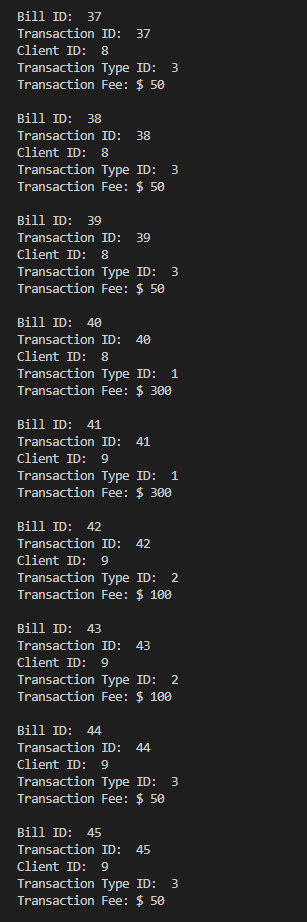 Bill ID:  37
Transaction ID:  37
Client ID:  8
Transaction Type ID:  3
Transaction Fee: $ 50
Bill ID:  38
Transaction ID:  38
Client ID:  8
Transaction Type ID:  3
Transaction Fee: $ 50
Bill ID:  39
Transaction ID:  39
Client ID:  8
Transaction Type ID:  3
Transaction Fee: $ 50
Bill ID:  40
Transaction ID:  40
Client ID:  8
Transaction Type ID:  1
Transaction Fee: $ 300
Bill ID:  41
Transaction ID:  41
Client ID:  9
Transaction Type ID:  1
Transaction Fee: $ 300
Bill ID:  42
Transaction ID:  42
Client ID:  9
Transaction Type ID:  2
Transaction Fee: $ 100
Bill ID:  43
Transaction ID:  43
Client ID:  9
Transaction Type ID:  2
Transaction Fee: $ 100
Bill ID:  44
Transaction ID:  44
Client ID:  9
Transaction Type ID:  3
Transaction Fee: $ 50
Bill ID:  45
Transaction ID:  45
Client ID:  9
Transaction Type ID:  3
Transaction Fee: $ 50